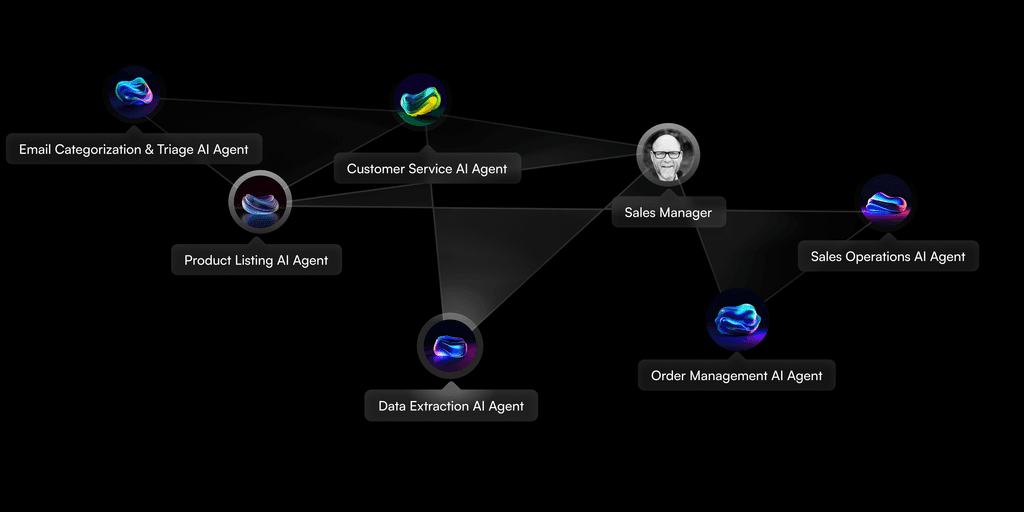 Email Categorization & Triage AI Agent
Customer Service AI Agent
Sales Manager
Product Listing AI Agent
Sales Operations AI Agent
Order Management AI Agent
Data Extraction AI Agent